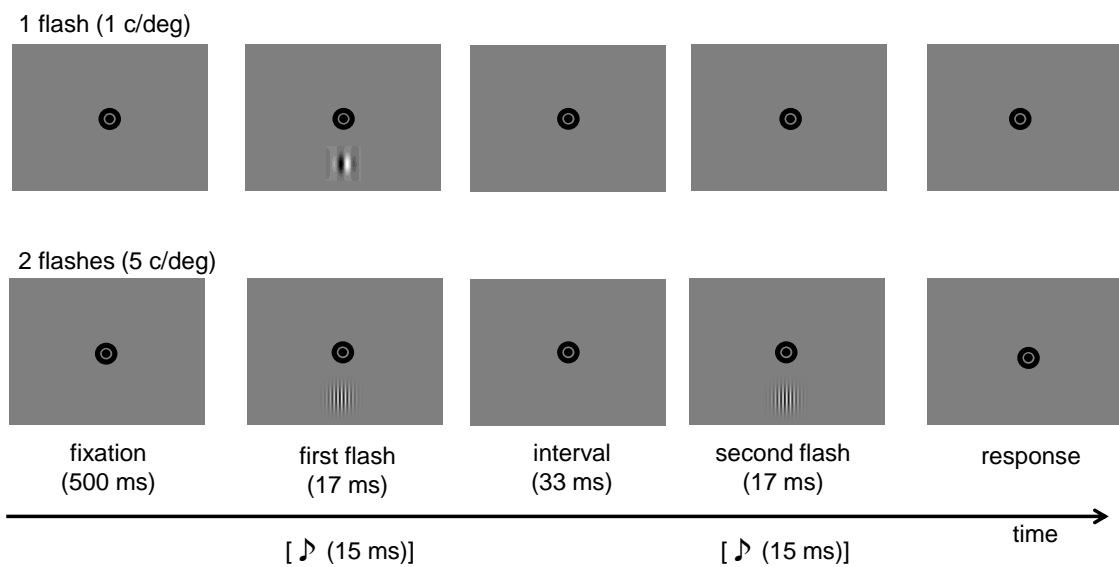 1 flash (1 c/deg)
2 flashes (5 c/deg)
fixation
(500 ms)
first flash
(17 ms)
interval
(33 ms)
second flash
(17 ms)
response
time
[ ♪ (15 ms)]
[ ♪ (15 ms)]